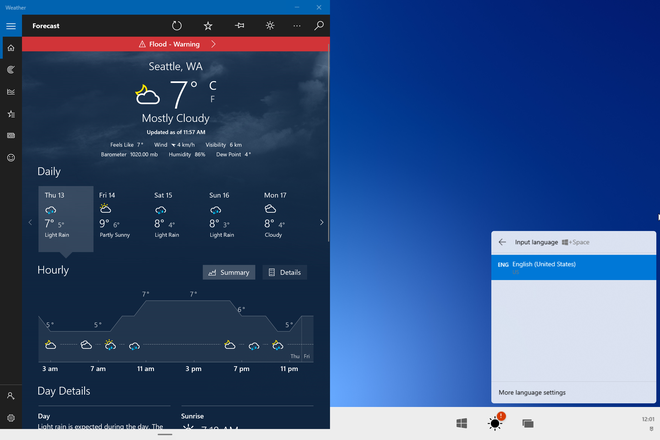 Weather
Forecast
Flood - Warning
Seattle, WA
7°
C
F
Mostly Cloudy
Updated as of 11:57 AM
Feels Like 7° Wind 4 km/h Visibility 6 km
Barometer 1020.00 mb Humidity 86% Dew Point 4°
Daily
Thu 13
7° 5°
Light Rain
Fri 14
9° 6°
Partly Sunny
Sat 15
8° 4°
Light Rain
Sun 16
8° 3°
Light Rain
Mon 17
8° 4°
Cloudy
Hourly
Summary
Details
5° 5° 7° 7° 6° 5°
Thu Fri
3 am 7 am 11 am 3 pm 7 pm 11 pm
Day Details
Day
Light rain is expected during the day. The
Sunrise
Input language +Space
ENG English (United States)
More language settings
12:01